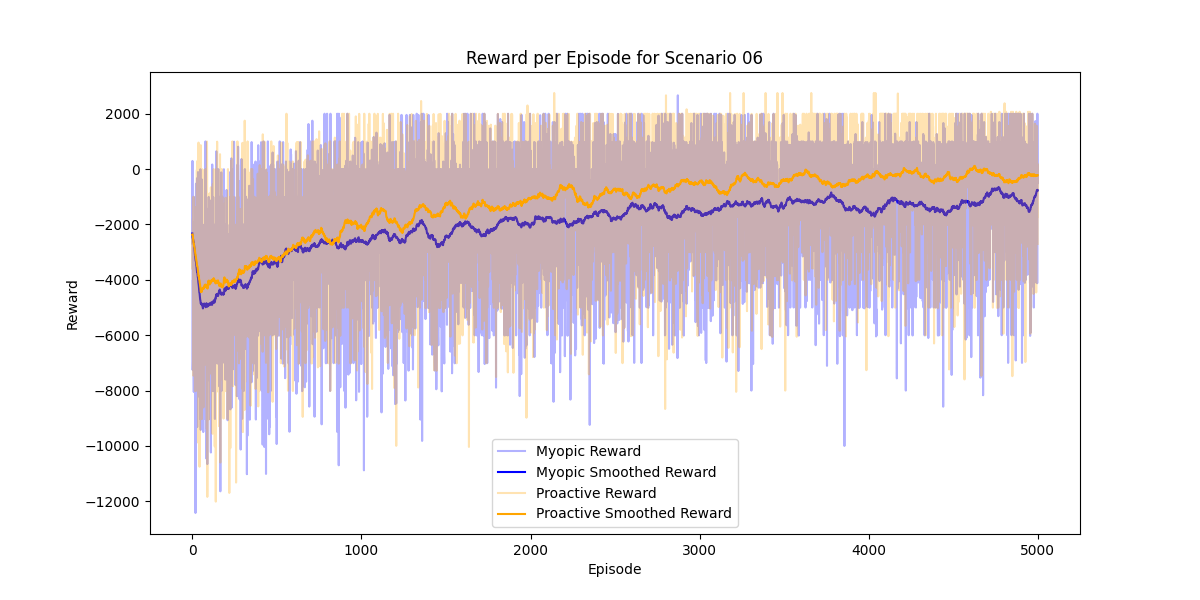 Reward per Episode for Scenario 06
2000
0
−2000
−4000
−6000
−8000
−10000
−12000
Reward
Myopic Reward
Myopic Smoothed Reward
Proactive Reward
Proactive Smoothed Reward
0 1000 2000 3000 4000 5000
Episode